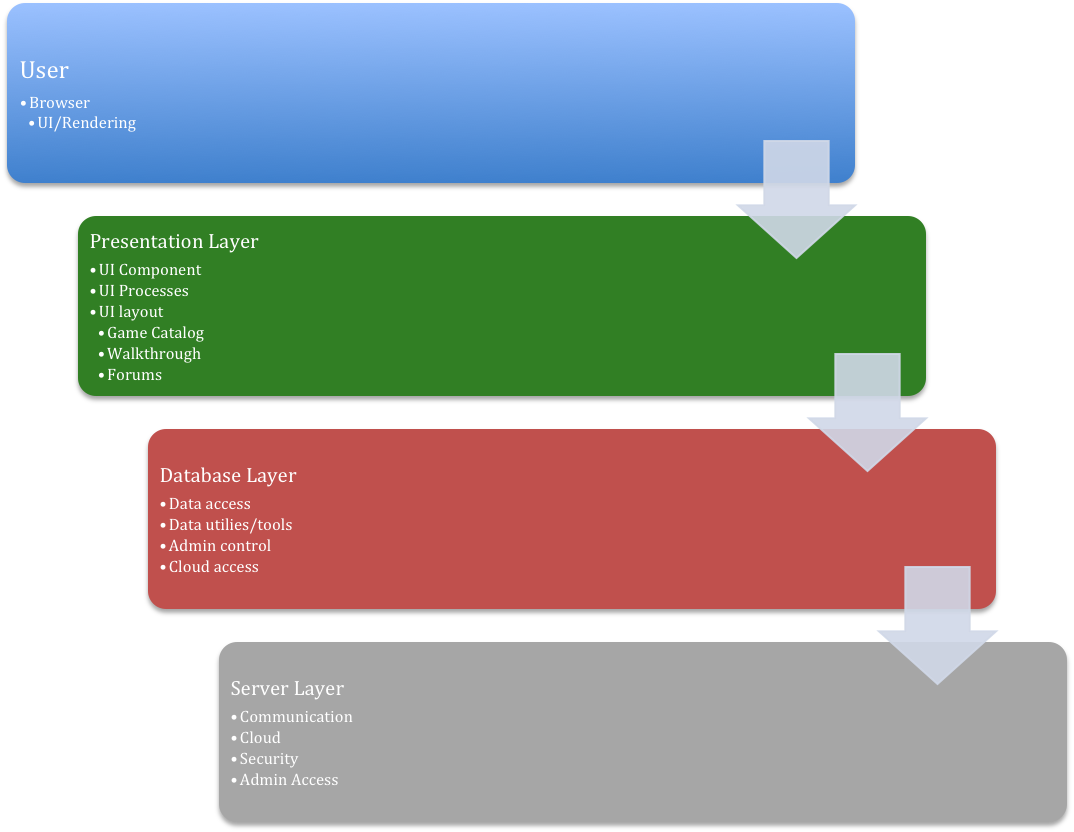 User
•Browser
•UI/Rendering
Presentation Layer
•UI Component
•UI Processes
•UI layout
•Game Catalog
•Walkthrough
•Forums
Database Layer
•Data access
•Data utilies/tools
•Admin control
•Cloud access
Server Layer
•Communication
•Cloud
•Security
•Admin Access